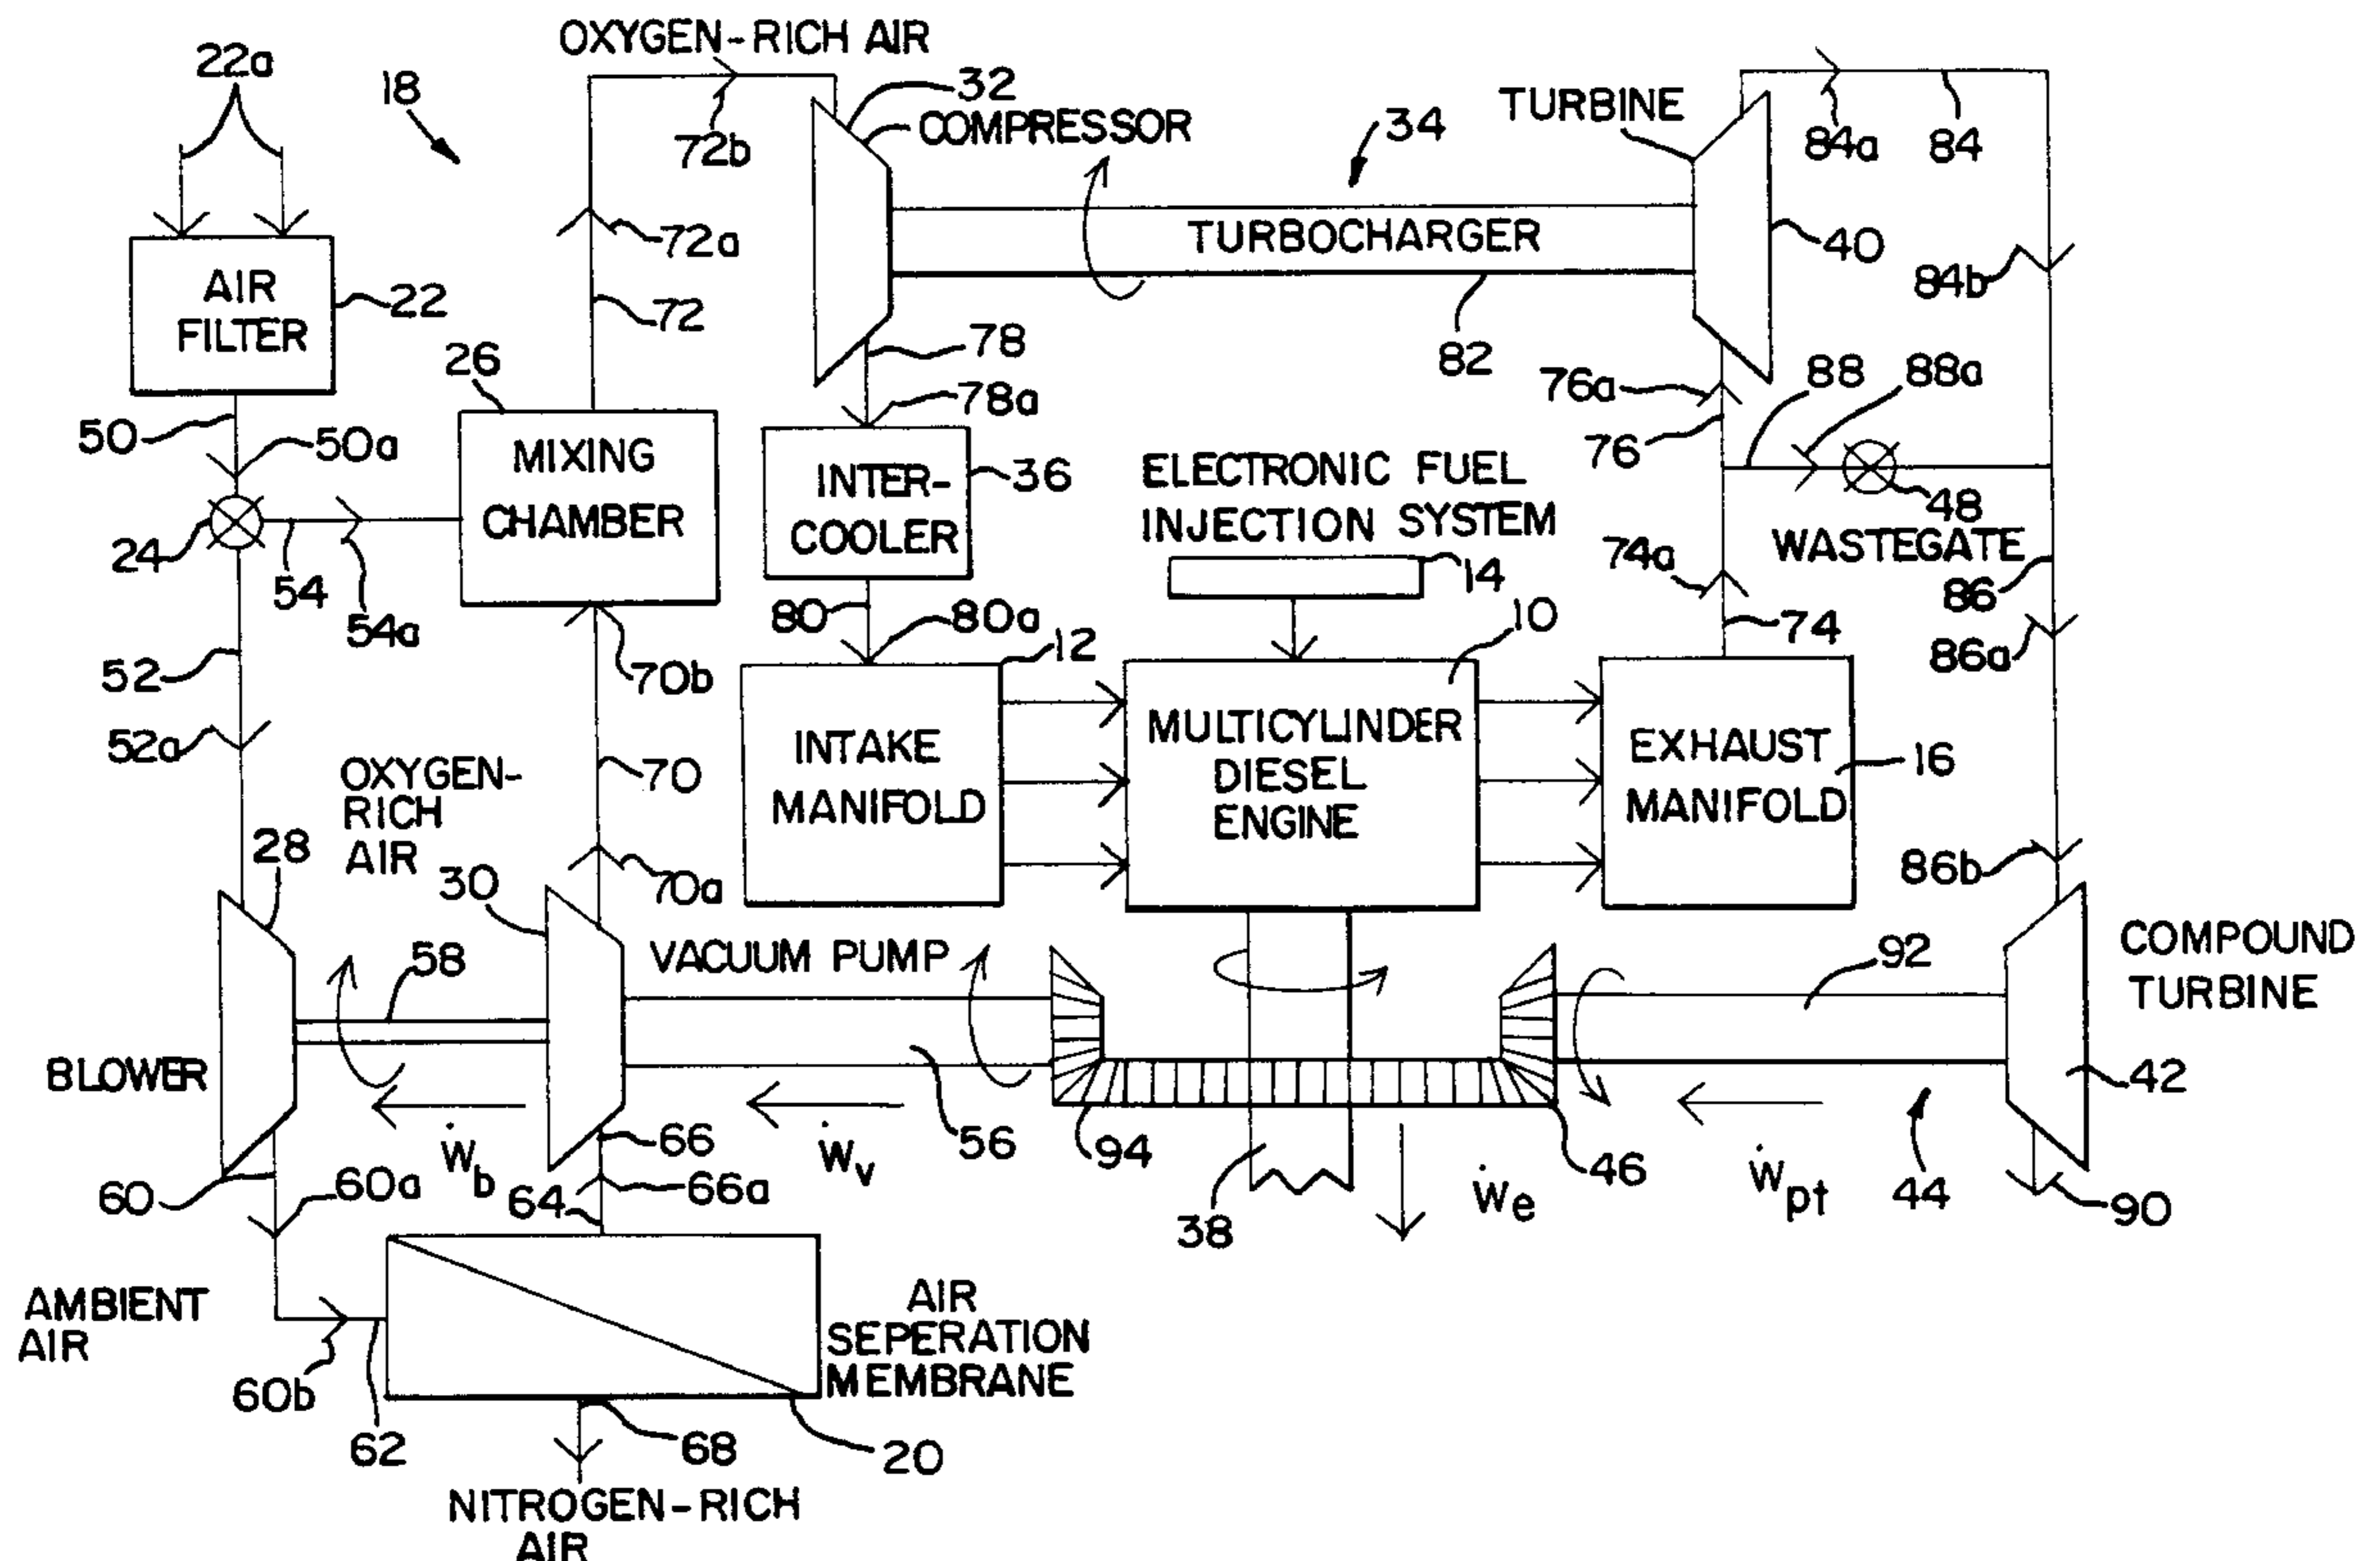 OXYGEN-RICH AIR
22a
18
32
COMPRESSOR
72b
34
TURBINE
84a
84
AIR
FILTER
22
72a
72
TURBOCHARGER
40
84b
82
78
78a
26
50
50a
MIXING
CHAMBER
INTER-
COOLER
36
76a
88
88a
76
ELECTRONIC FUEL
INJECTION SYSTEM
14
48
WASTEGATE
24
54
54a
74a
86
80
80a
12
10
74
86a
52
70b
52a
OXYGEN-
RICH
AIR
70
INTAKE
MANIFOLD
MULTICYLINDER
DIESEL
ENGINE
EXHAUST
MANIFOLD
16
28
30
70a
86b
58
VACUUM PUMP
92
COMPOUND
TURBINE
BLOWER
42
Ẇb
66
Ẇv
56
94
46
Ẇe
Ẇpt
44
90
60
60a
64
66a
38
AMBIENT
AIR
60b
62
AIR
SEPERATION
MEMBRANE
68
20
NITROGEN-RICH
AIR